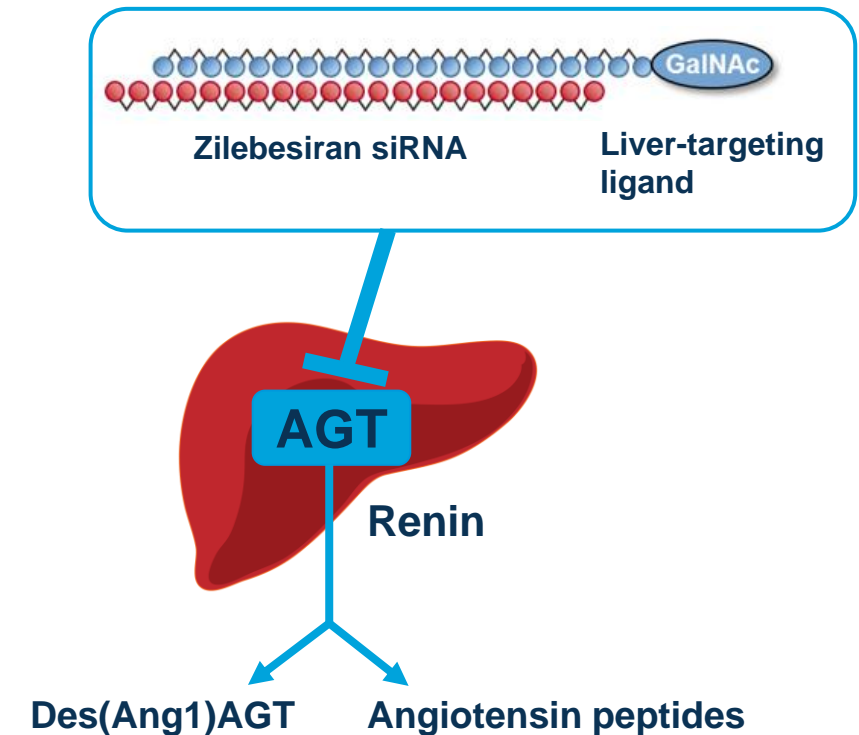 GalNAc
Zilebesiran siRNA
Liver-targeting
ligand
AGT
Renin
Des(Ang1)AGT
Angiotensin peptides